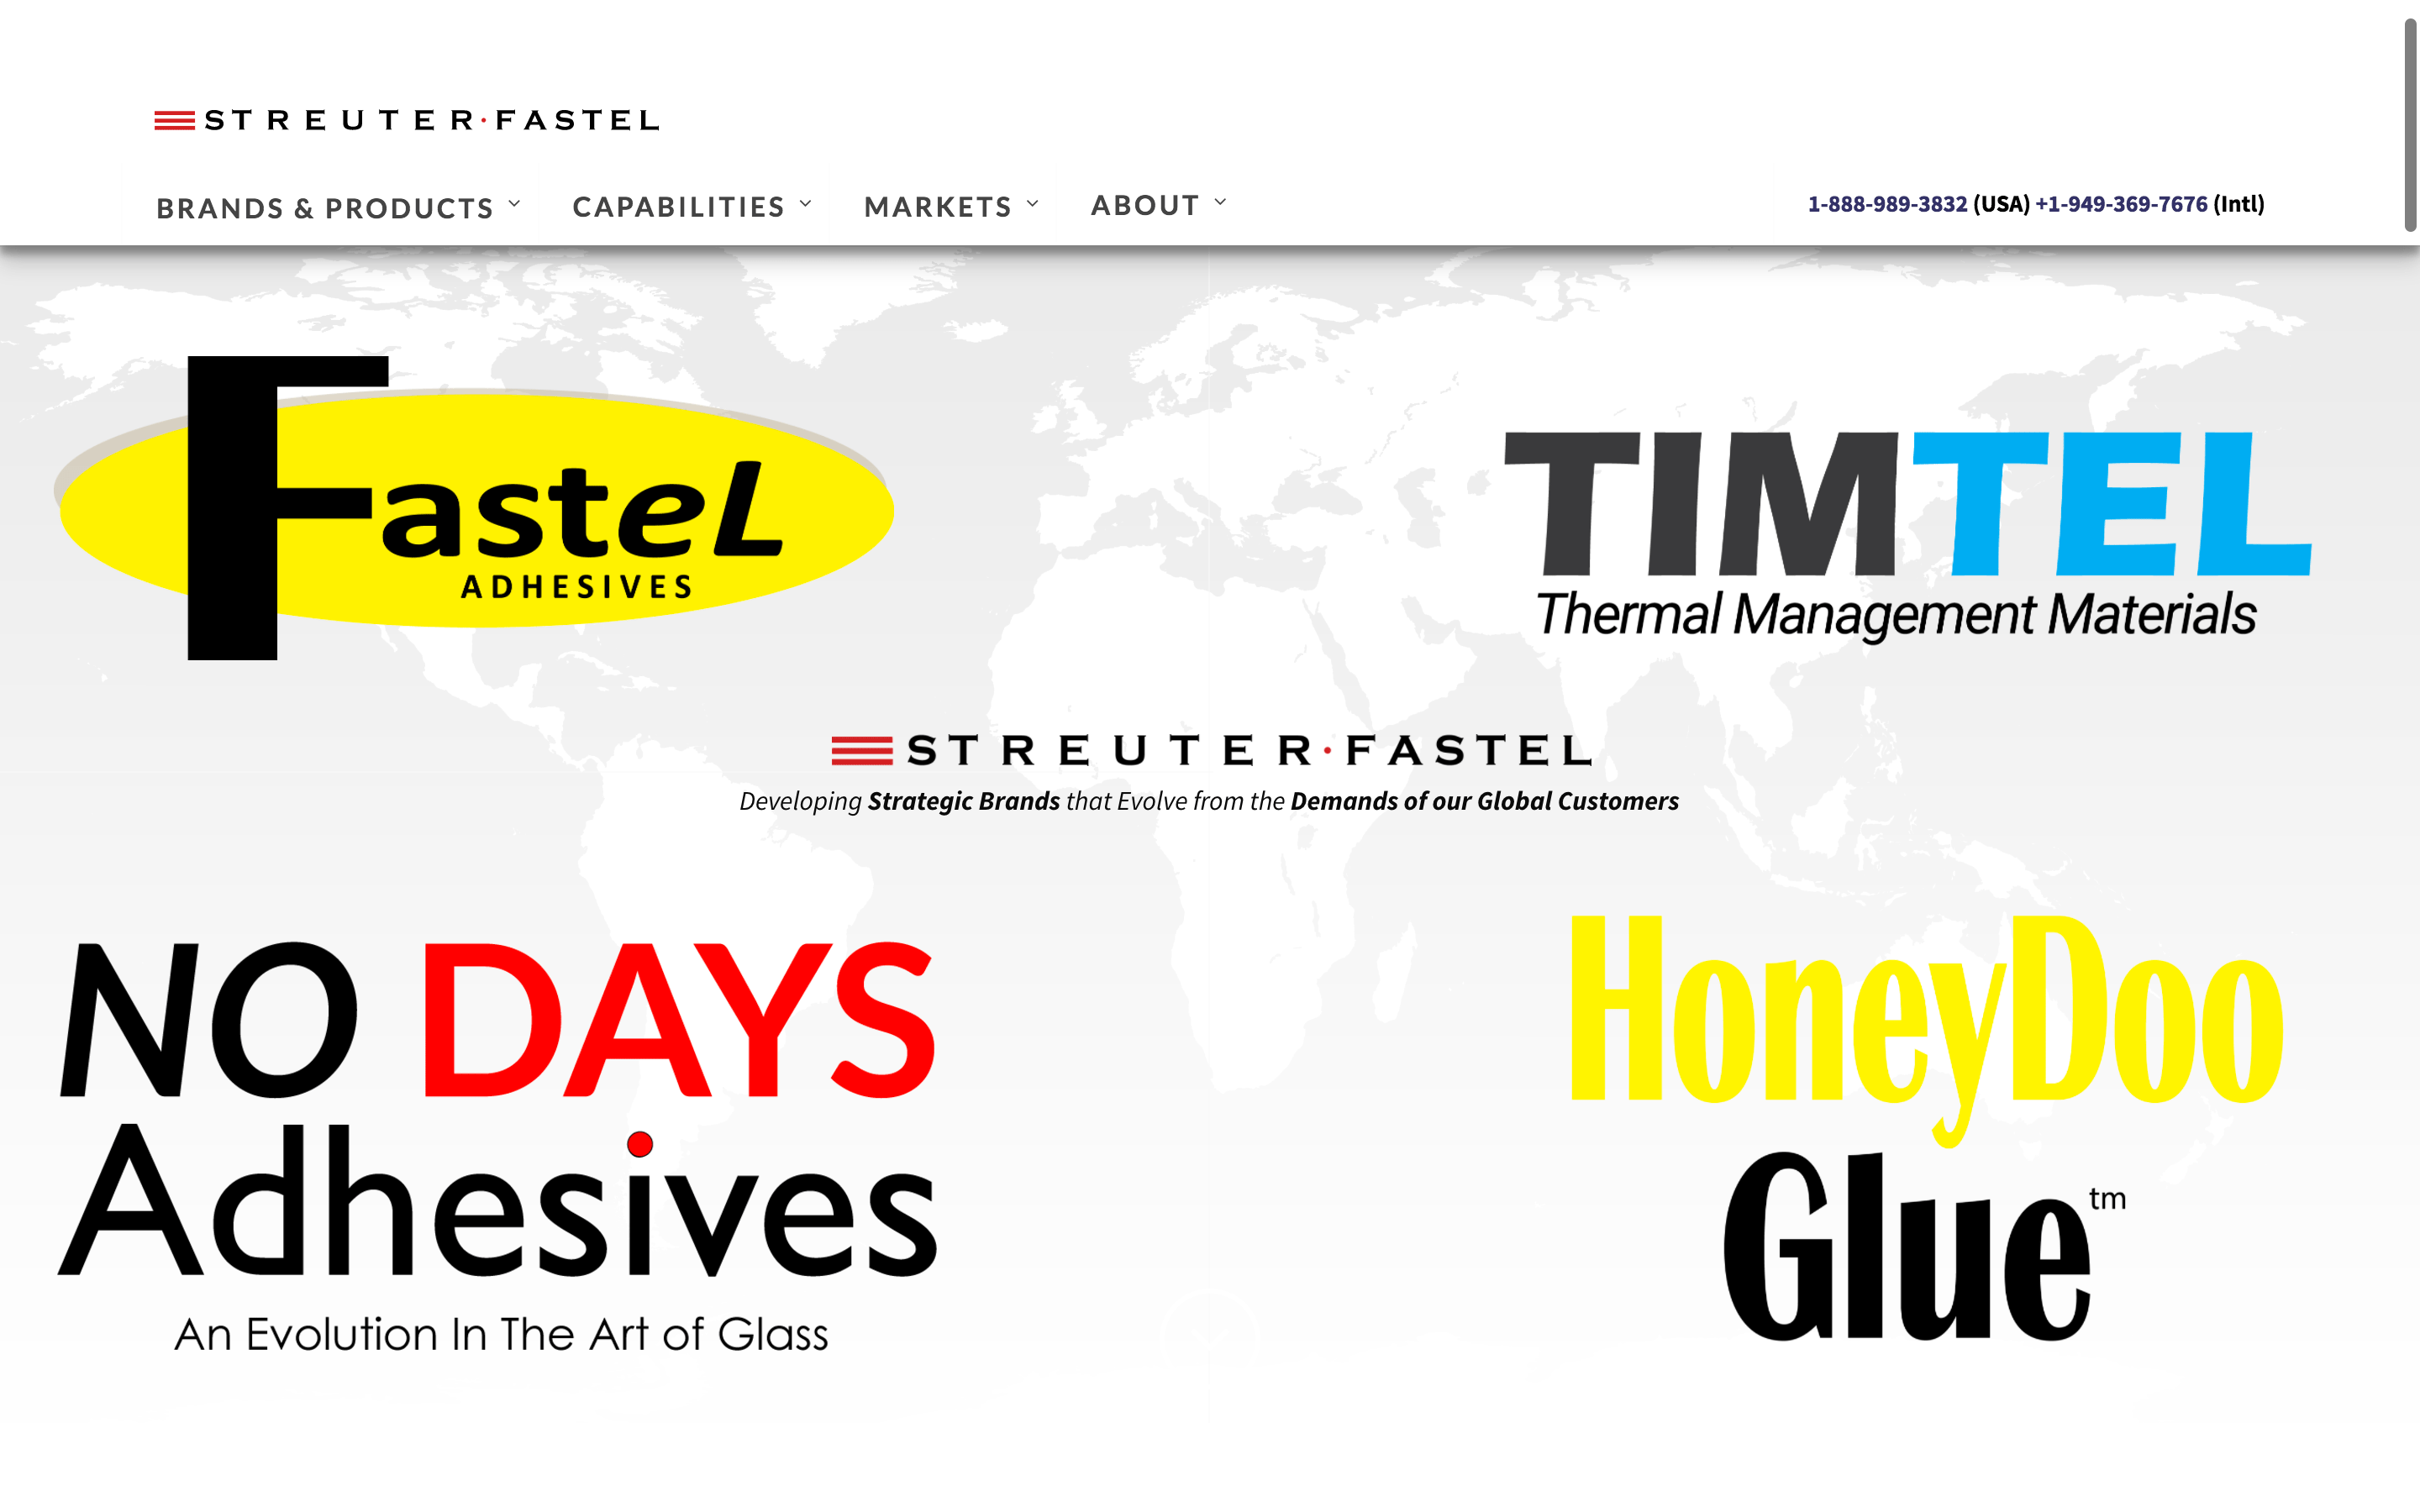 STREUTER·FASTEL
BRANDS & PRODUCTS CAPABILITIES MARKETS ABOUT 1-888-989-3832 (USA) +1-949-369-7676 (Intl)
FasteL
ADHESIVES
TIMTEL
Thermal Management Materials
STREUTER·FASTEL
Developing Strategic Brands that Evolve from the Demands of our Global Customers
NO DAYS
Adhesives
An Evolution In The Art of Glass
HoneyDoo
Glue™